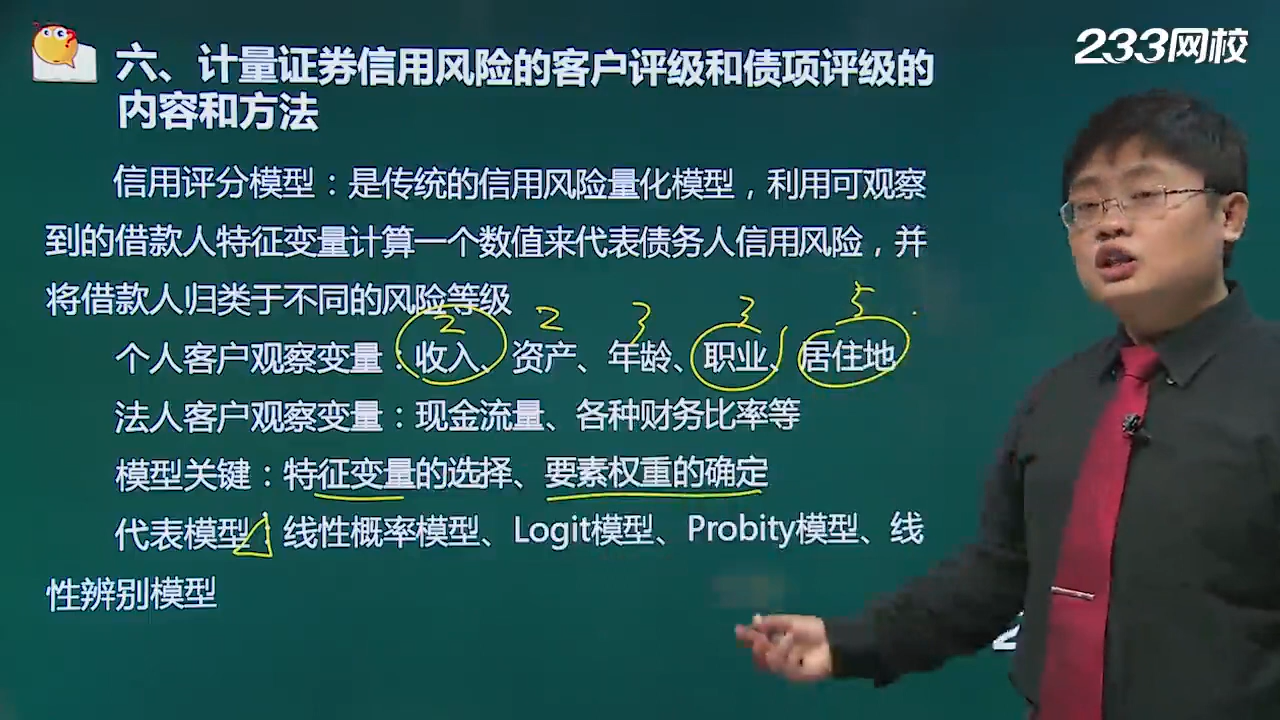 233网校
六、计量证券信用风险的客户评级和债项评级的
内容和方法
信用评分模型：是传统的信用风险量化模型，利用可观察
到的借款人特征变量计算一个数值来代表债务人信用风险，并
将借款人归类于不同的风险等级
2 2 3 3 5
个人客户观察变量：收入、资产、年龄、职业、居住地
法人客户观察变量：现金流量、各种财务比率等
模型关键：特征变量的选择、要素权重的确定
代表模型：线性概率模型、Logit模型、Probity模型、线
性辨别模型
2